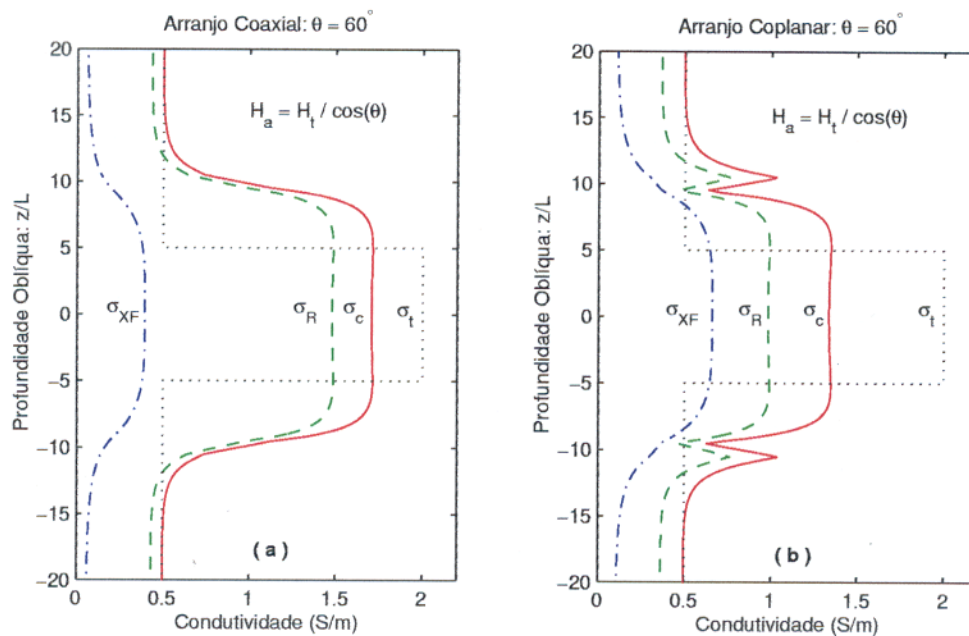 Arranjo Coaxial: θ = 60°
20
15
10
5
0
−5
−10
−15
−20
Profundidade Oblíqua: z/L
H_a = H_t / cos(θ)
σ_XF
σ_R
σ_c
σ_t
( a )
0
0.5
1
1.5
2
Condutividade (S/m)
Arranjo Coplanar: θ = 60°
20
15
10
5
0
−5
−10
−15
−20
Profundidade Oblíqua: z/L
H_a = H_t / cos(θ)
σ_XF
σ_R
σ_c
σ_t
( b )
0
0.5
1
1.5
2
Condutividade (S/m)